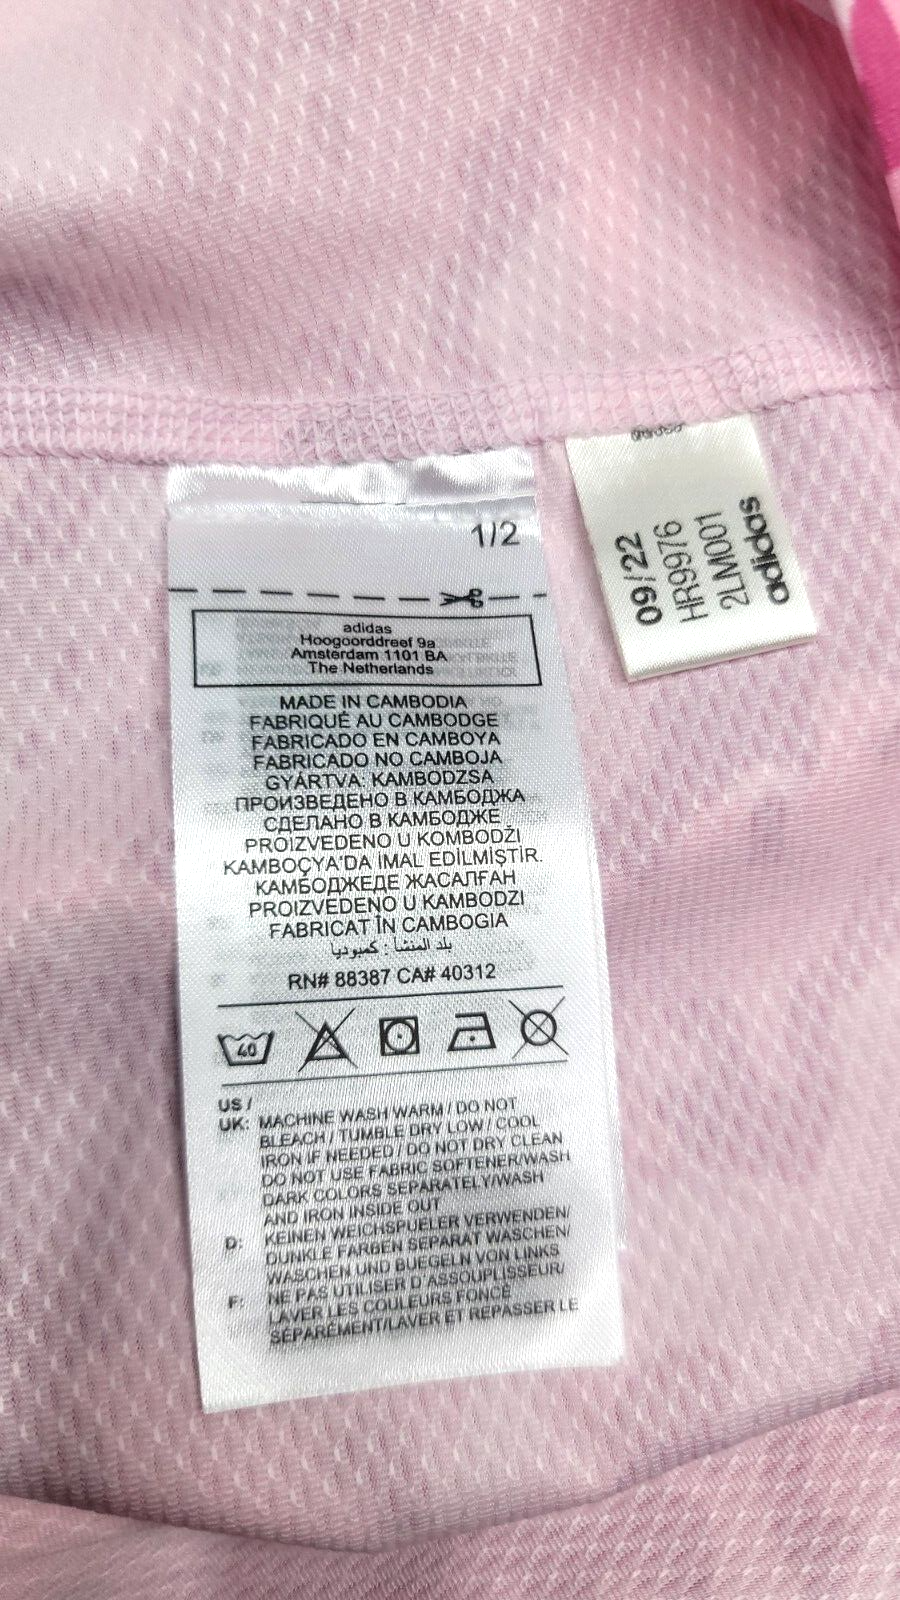 1/2
adidas
Hoogoorddreef 9a
Amsterdam 1101 BA
The Netherlands
MADE IN CAMBODIA
FABRIQUÉ AU CAMBODGE
FABRICADO EN CAMBOYA
FABRICADO NO CAMBOJA
GYÁRTVA: KAMBODZSA
ПРОИЗВЕДЕНО В КАМБОДЖА
СДЕЛАНО В КАМБОДЖЕ
PROIZVEDENO U KOMBODŽI
KAMBOÇYA'DA İMAL EDİLMİŞTİR.
КАМБОДЖЕДЕ ЖАСАЛҒАН
PROIZVEDENO U KAMBODZI
FABRICAT ÎN CAMBOGIA
بلد المنشأ : كمبوديا
RN# 88387 CA# 40312
40
US /
UK: MACHINE WASH WARM / DO NOT
BLEACH / TUMBLE DRY LOW / COOL
IRON IF NEEDED / DO NOT DRY CLEAN
DO NOT USE FABRIC SOFTENER/WASH
DARK COLORS SEPARATELY/WASH
AND IRON INSIDE OUT
D: KEINEN WEICHSPUELER VERWENDEN/
DUNKLE FARBEN SEPARAT WASCHEN/
WASCHEN UND BUEGELN VON LINKS
F: NE PAS UTILISER D'ASSOUPLISSEUR/
LAVER LES COULEURS FONCÉ
SÉPARÉMENT/LAVER ET REPASSER LE
09/22
HR9976
2LM001
adidas